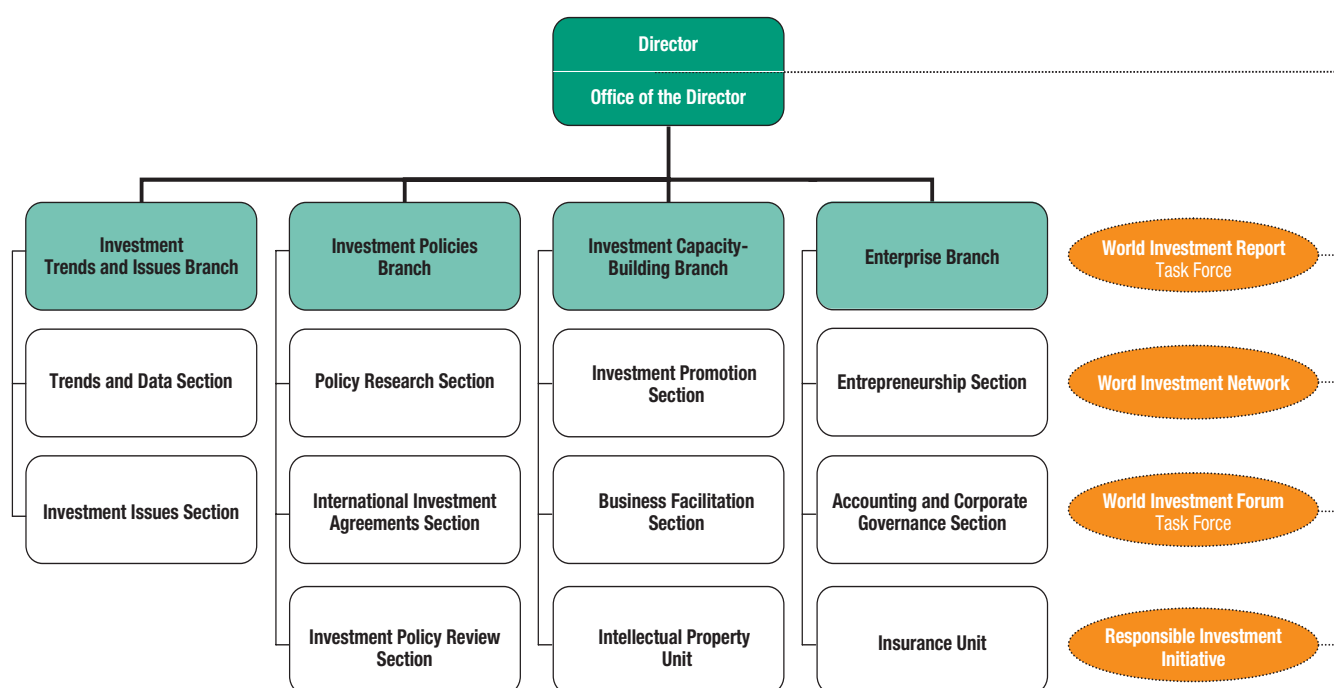 Director
Office of the Director
Investment
Trends and Issues Branch
Investment Policies
Branch
Investment Capacity-
Building Branch
Enterprise Branch
World Investment Report
Task Force
Trends and Data Section
Policy Research Section
Investment Promotion
Section
Entrepreneurship Section
Word Investment Network
Investment Issues Section
International Investment
Agreements Section
Business Facilitation
Section
Accounting and Corporate
Governance Section
World Investment Forum
Task Force
Investment Policy Review
Section
Intellectual Property
Unit
Insurance Unit
Responsible Investment
Initiative